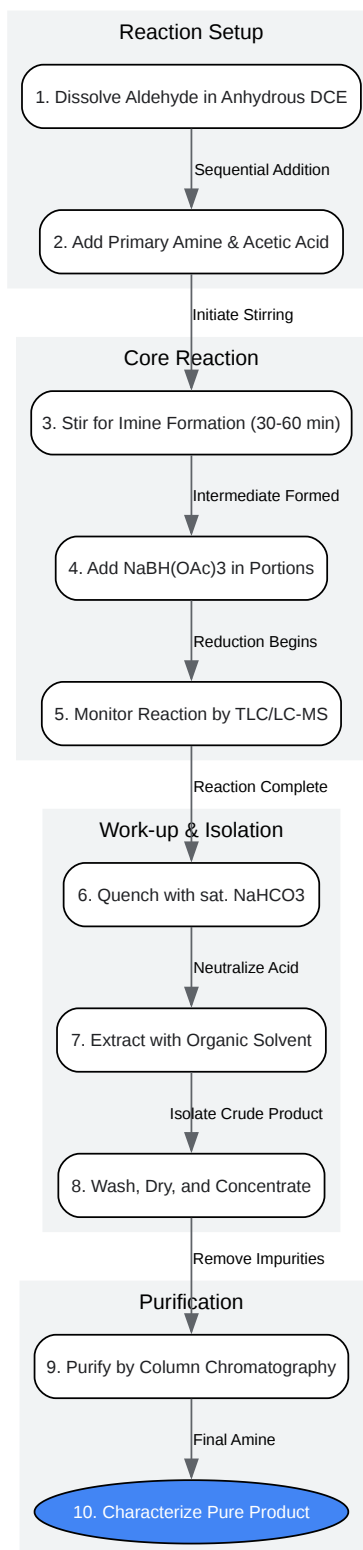 Reaction Setup
1. Dissolve Aldehyde in Anhydrous DCE
Sequential Addition
2. Add Primary Amine & Acetic Acid
Initiate Stirring
Core Reaction
3. Stir for Imine Formation (30-60 min)
Intermediate Formed
4. Add NaBH(OAc)3 in Portions
Reduction Begins
5. Monitor Reaction by TLC/LC-MS
Reaction Complete
Work-up & Isolation
6. Quench with sat. NaHCO3
Neutralize Acid
7. Extract with Organic Solvent
Isolate Crude Product
8. Wash, Dry, and Concentrate
Remove Impurities
Purification
9. Purify by Column Chromatography
Final Amine
10. Characterize Pure Product